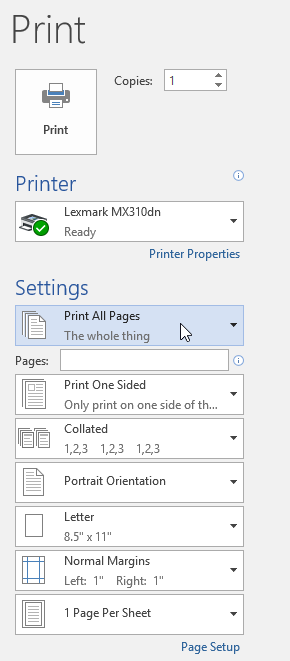 Print
Copies: 1
Print
Printer
Lexmark MX310dn
Ready
Printer Properties
Settings
Print All Pages
The whole thing
Pages:
Print One Sided
Only print on one side of th...
Collated
1,2,3 1,2,3 1,2,3
Portrait Orientation
Letter
8.5" x 11"
Normal Margins
Left: 1" Right: 1"
1 Page Per Sheet
Page Setup